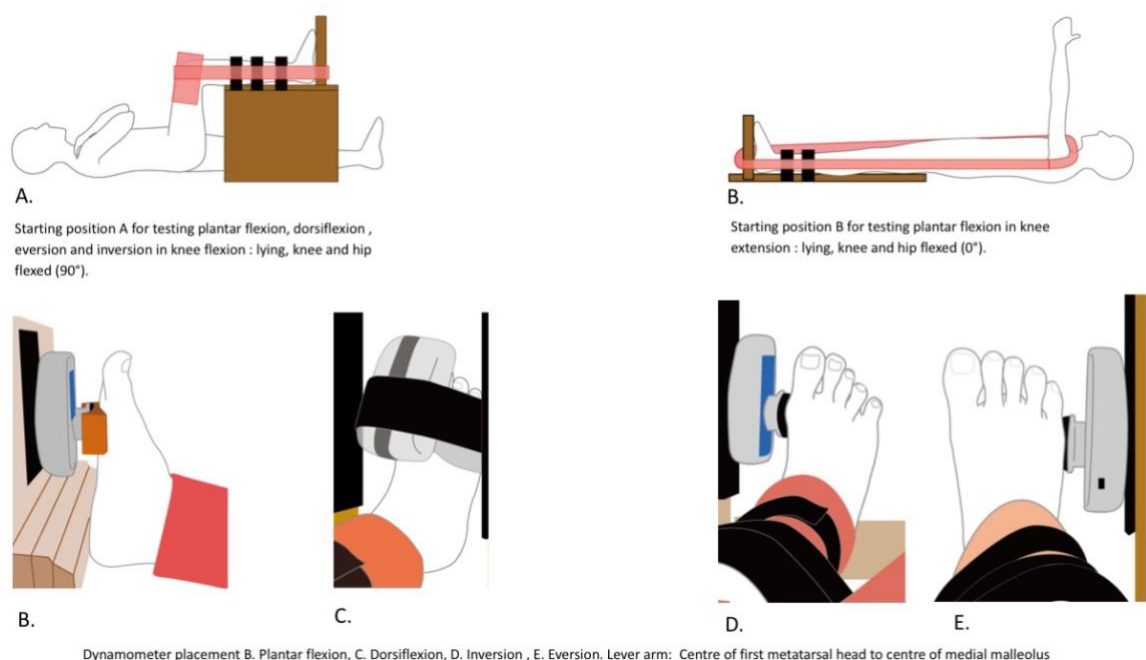 A.
Starting position A for testing plantar flexion, dorsiflexion ,
eversion and inversion in knee flexion : lying, knee and hip
flexed (90°).
B.
Starting position B for testing plantar flexion in knee
extension : lying, knee and hip flexed (0°).
B.
C.
D.
E.
Dynamometer placement B. Plantar flexion, C. Dorsiflexion, D. Inversion , E. Eversion. Lever arm: Centre of first metatarsal head to centre of medial malleolus